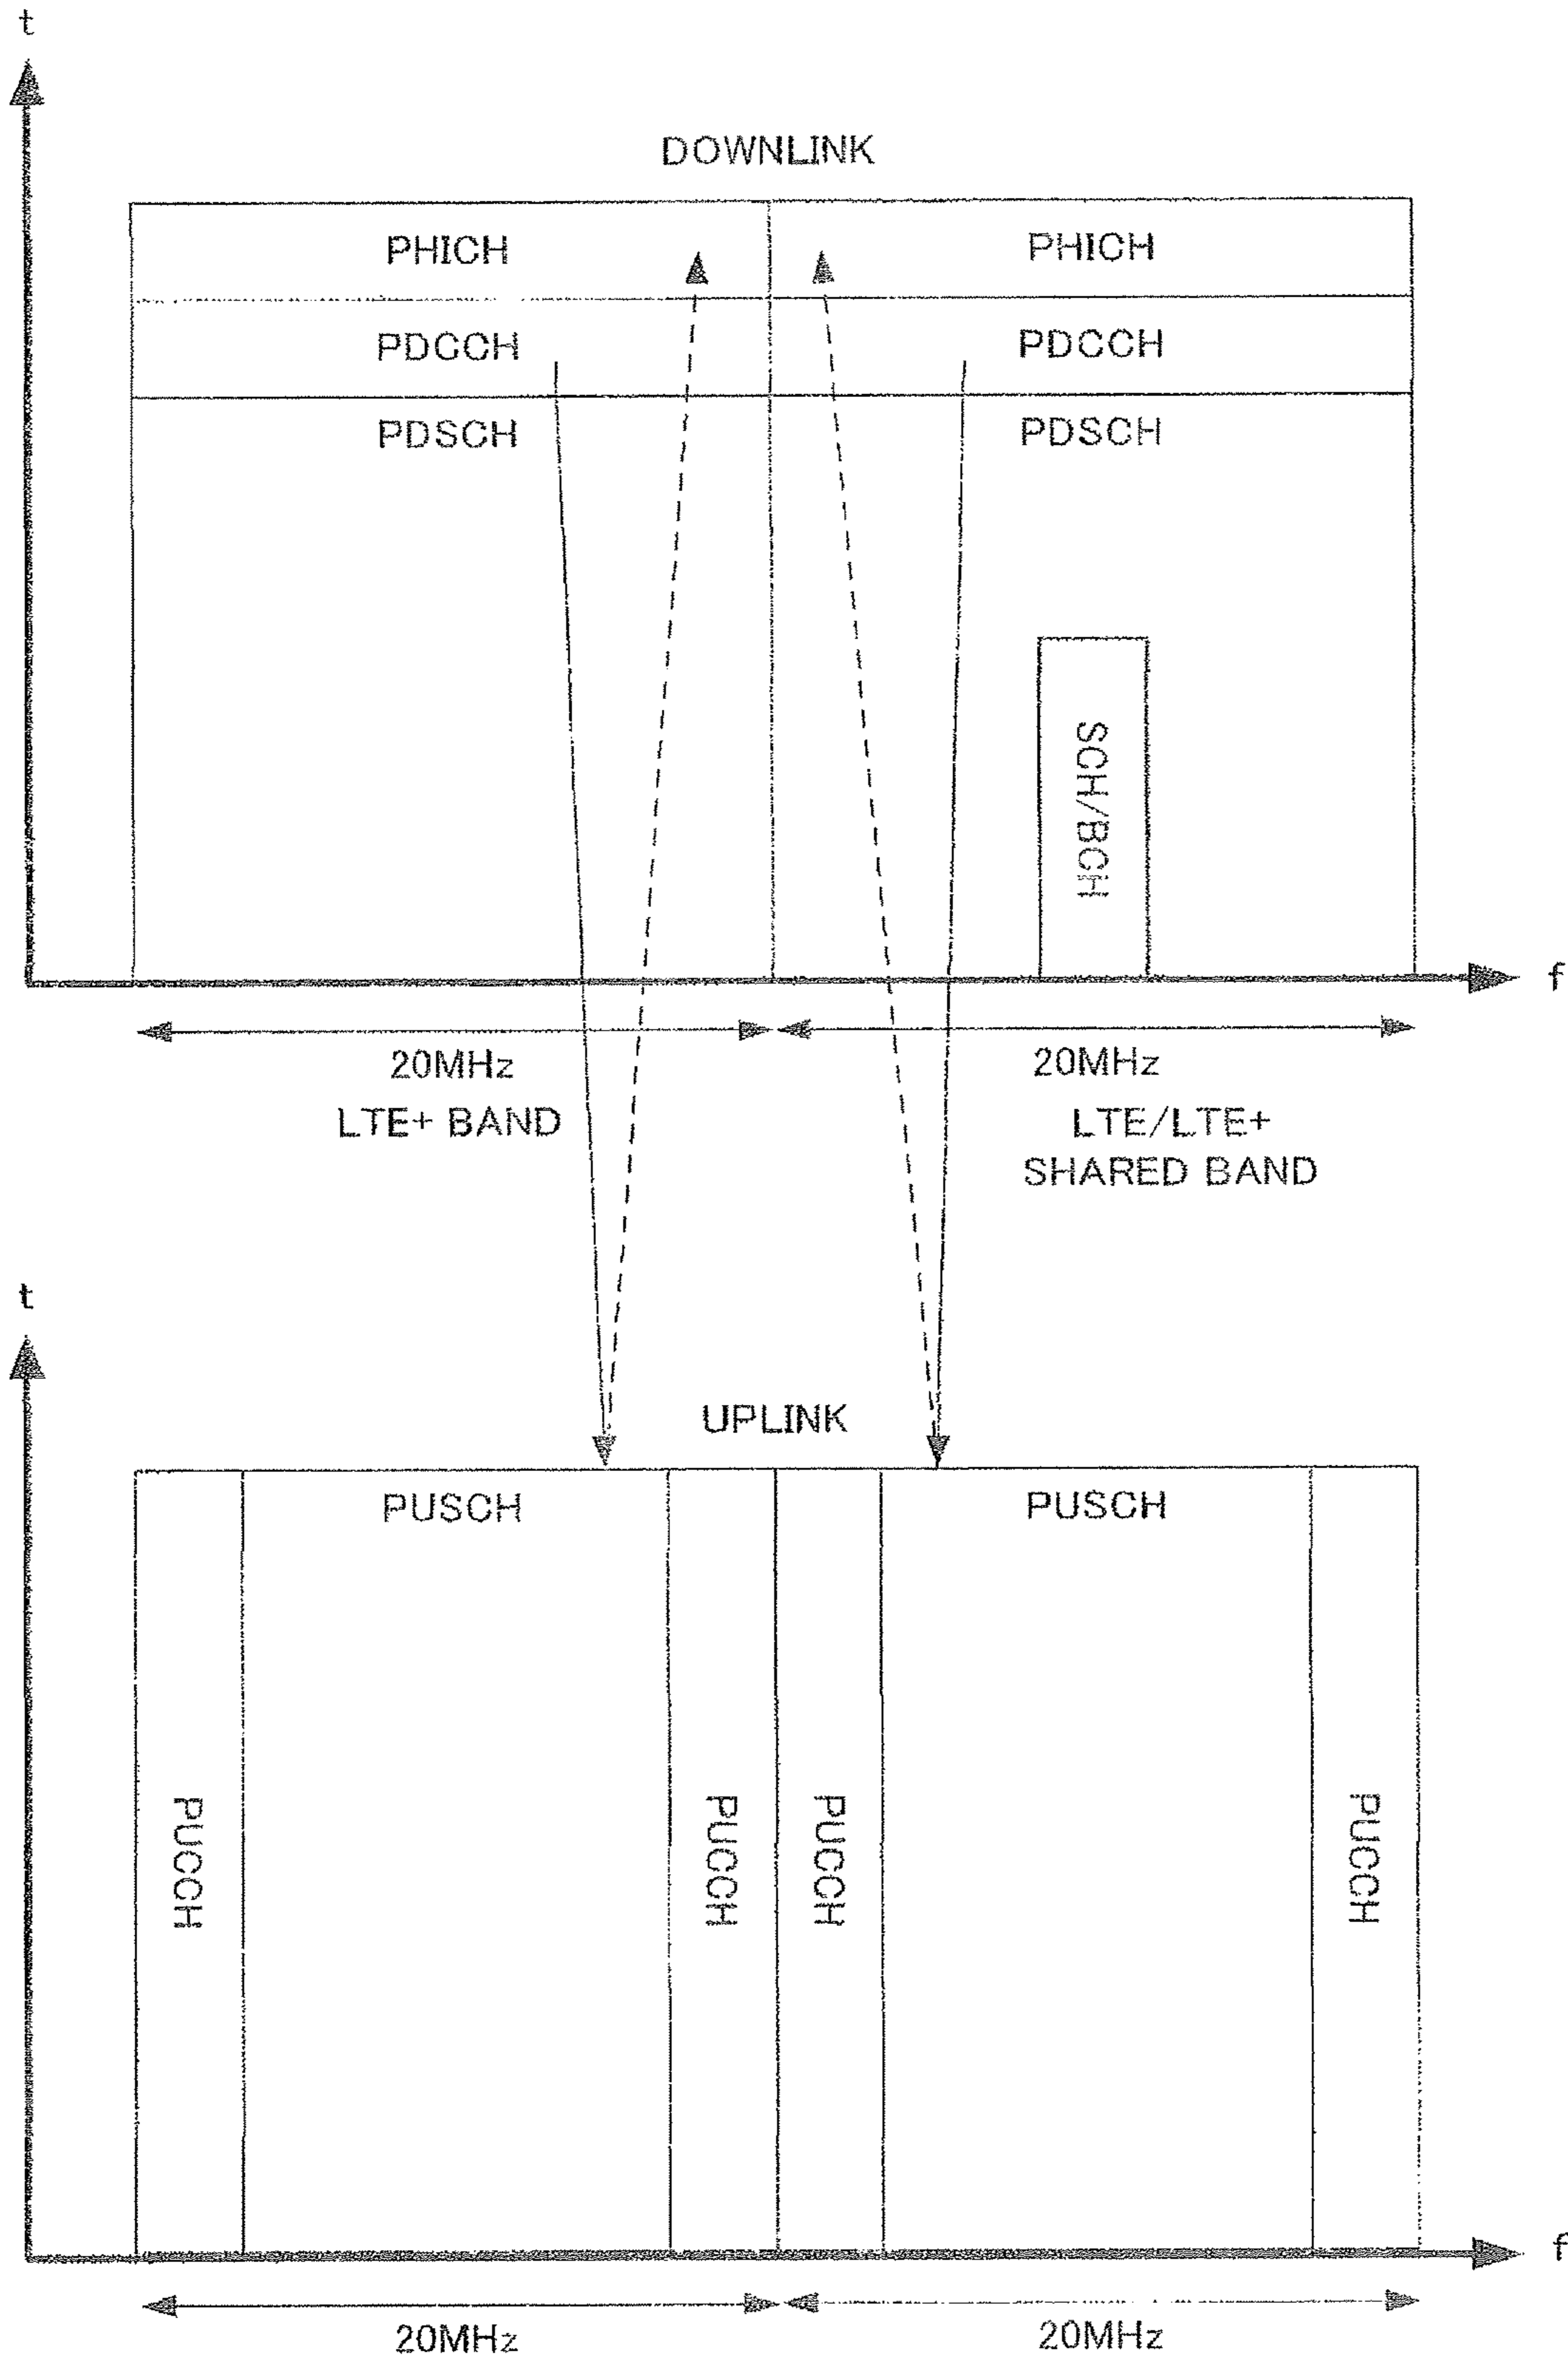 t
DOWNLINK
PHICH
PHICH
PDCCH
PDCCH
PDSCH
PDSCH
SCH/BCH
f
20MHz
20MHz
LTE+ BAND
LTE/LTE+
SHARED BAND
t
UPLINK
PUSCH
PUSCH
PUCCH
PUCCH
PUCCH
PUCCH
f
20MHz
20MHz